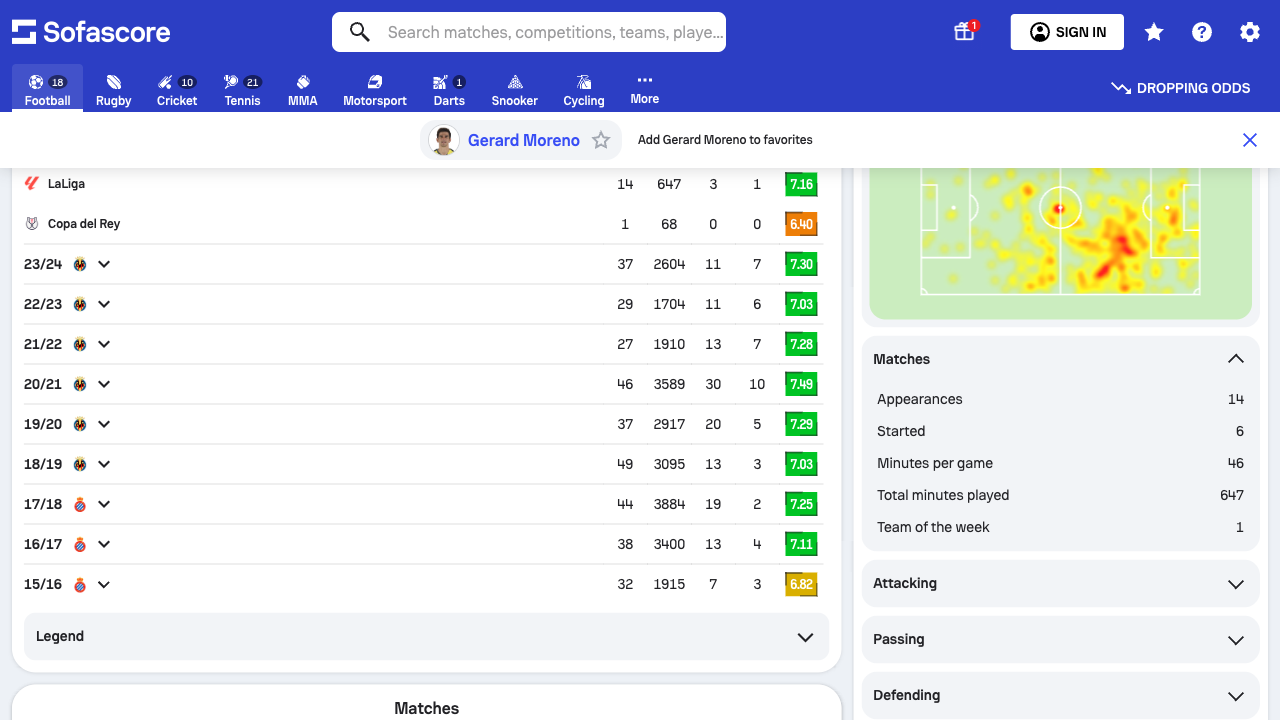 Sofascore
Search matches, competitions, teams, playe...
1
SIGN IN
18
Football
Rugby
10
Cricket
21
Tennis
MMA
Motorsport
1
Darts
Snooker
Cycling
More
DROPPING ODDS
Gerard Moreno
Add Gerard Moreno to favorites
LaLiga 14 647 3 1 7.16
Copa del Rey 1 68 0 0 6.40
23/24 37 2604 11 7 7.30
22/23 29 1704 11 6 7.03
21/22 27 1910 13 7 7.28
20/21 46 3589 30 10 7.49
19/20 37 2917 20 5 7.29
18/19 49 3095 13 3 7.03
17/18 44 3884 19 2 7.25
16/17 38 3400 13 4 7.11
15/16 32 1915 7 3 6.82
Legend
Matches
Matches
Appearances 14
Started 6
Minutes per game 46
Total minutes played 647
Team of the week 1
Attacking
Passing
Defending